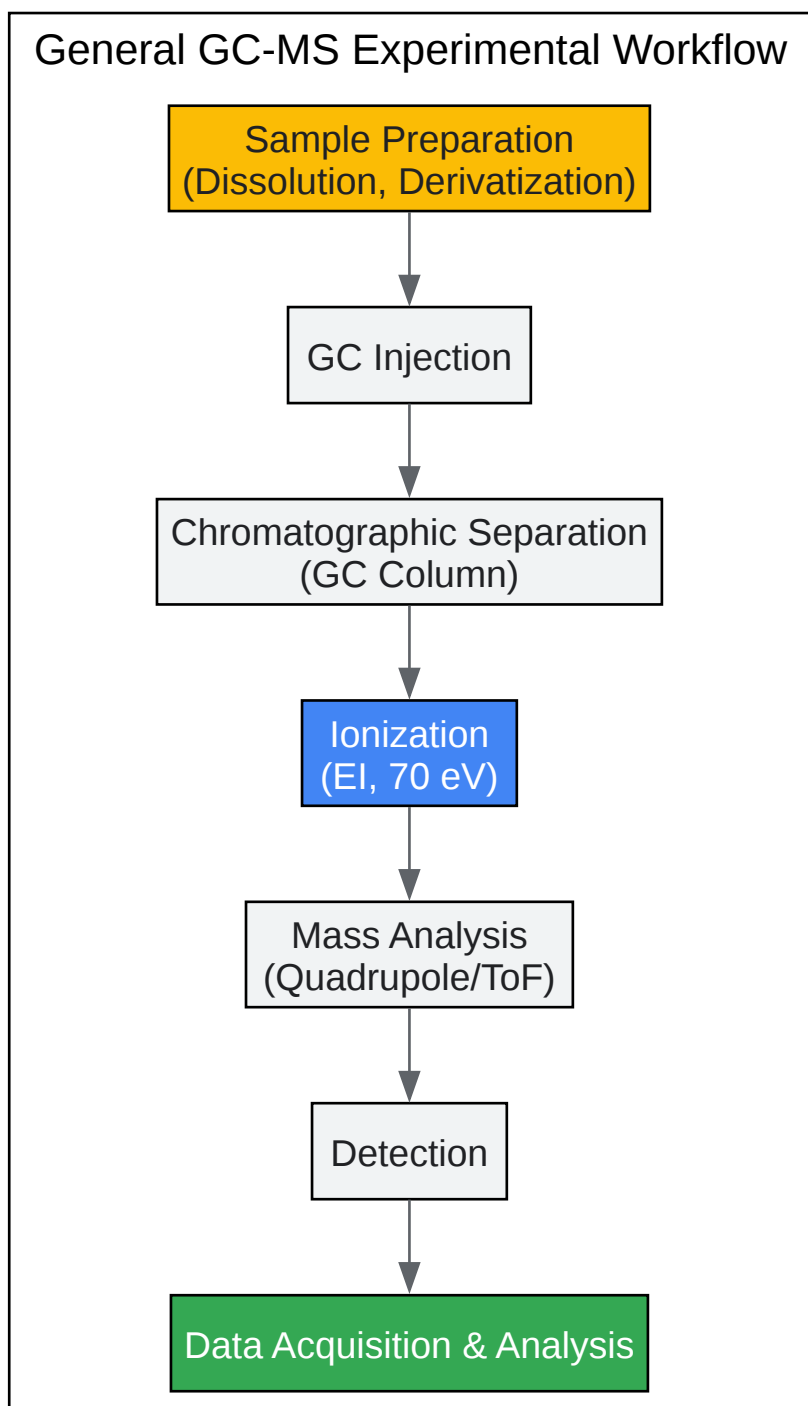 General GC-MS Experimental Workflow
Sample Preparation
(Dissolution, Derivatization)
GC Injection
Chromatographic Separation
(GC Column)
Ionization
(EI, 70 eV)
Mass Analysis
(Quadrupole/ToF)
Detection
Data Acquisition & Analysis